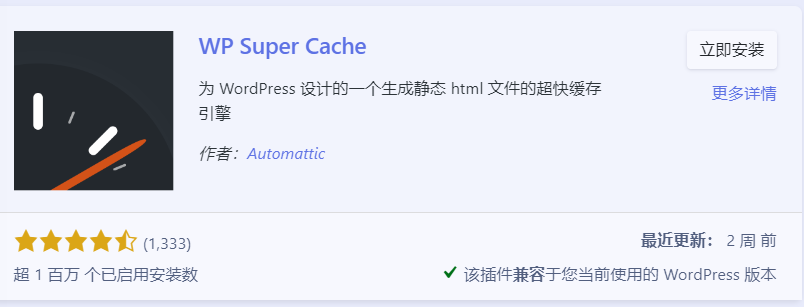 WP Super Cache
立即安装
为 WordPress 设计的一个生成静态 html 文件的超快缓存
引擎
更多详情
作者：Automattic
(1,333)
最近更新： 2 周 前
超 1 百万 个已启用安装数
该插件兼容于您当前使用的 WordPress 版本